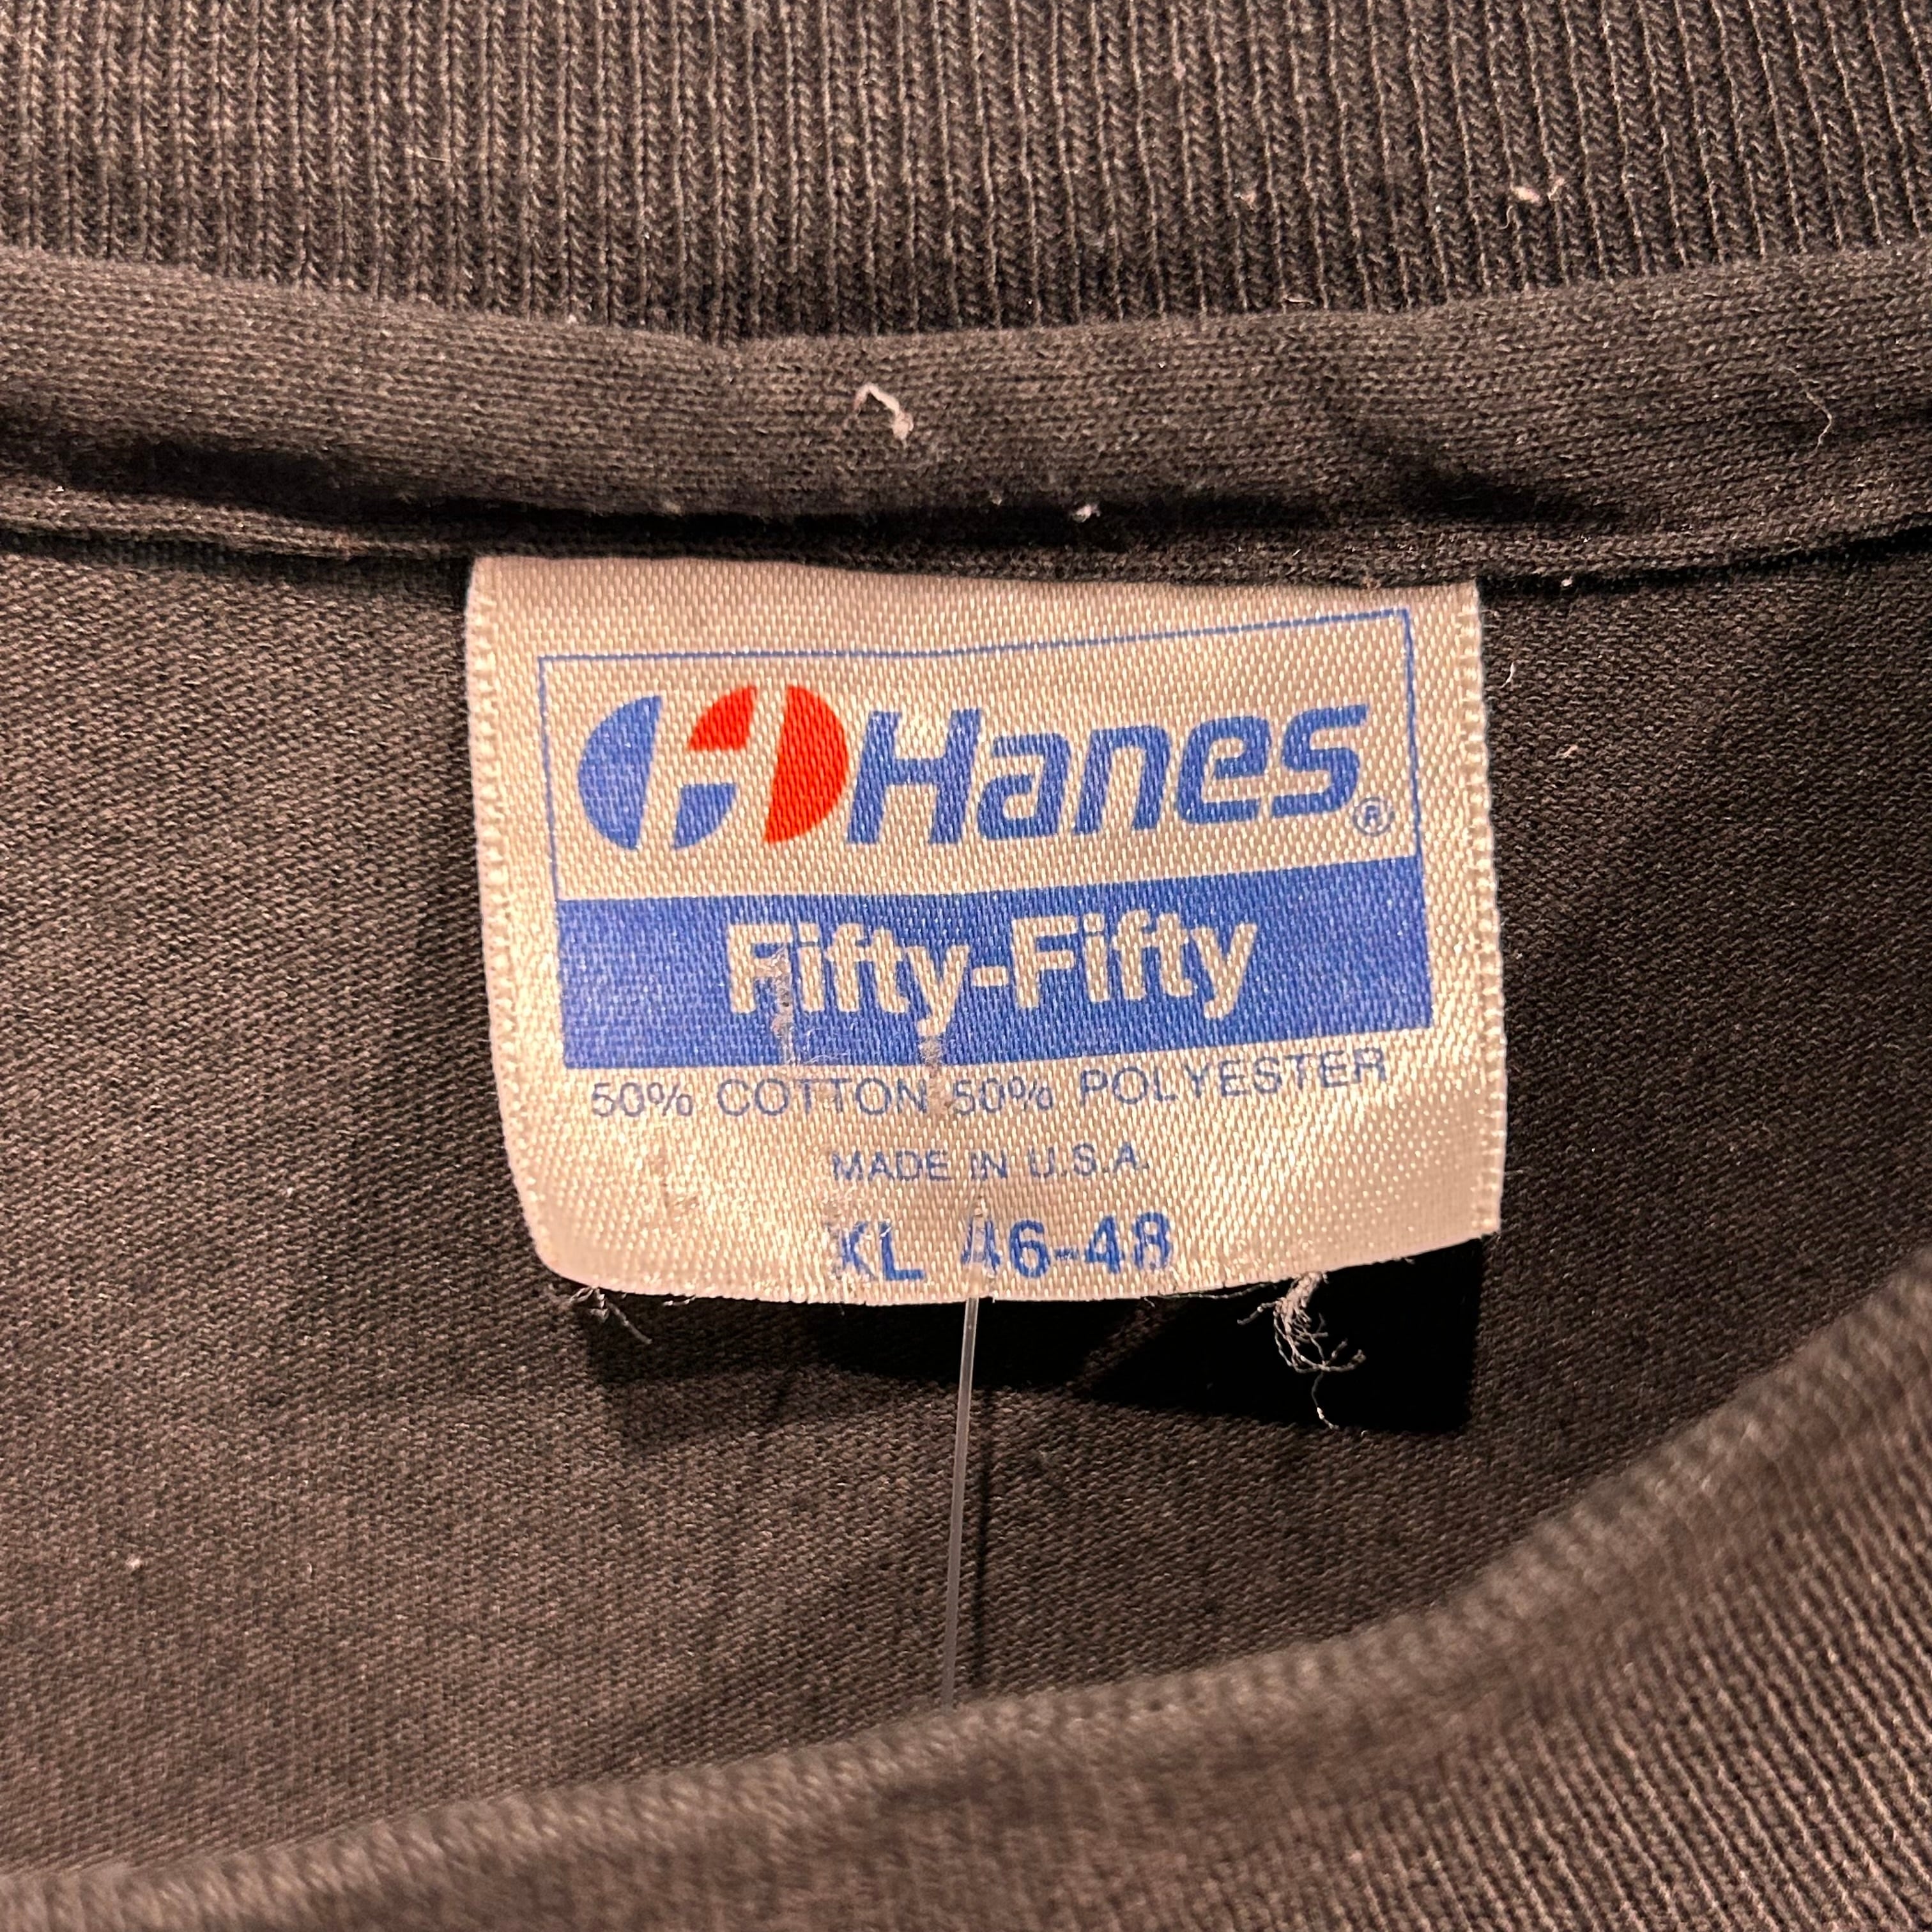 Hanes®
Fifty-Fifty
50% COTTON 50% POLYESTER
MADE IN U.S.A.
XL 46-48